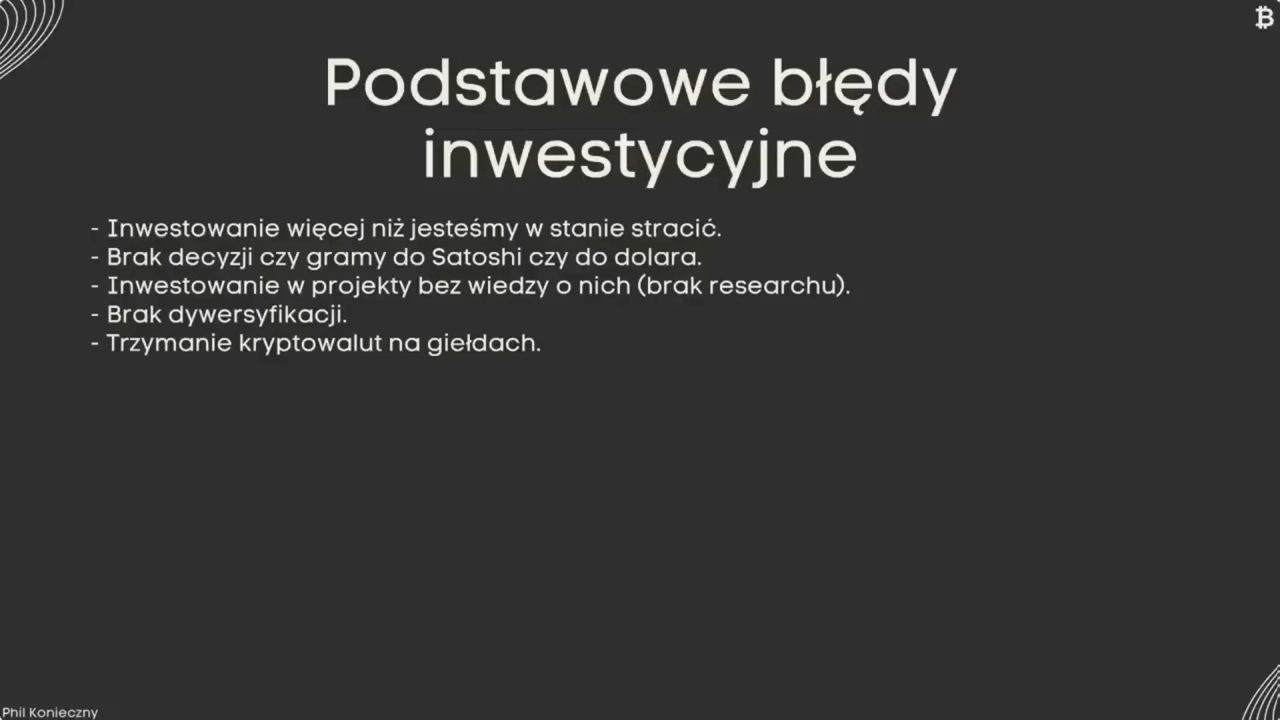 Podstawowe błędy
inwestycyjne
- Inwestowanie więcej niż jesteśmy w stanie stracić.
- Brak decyzji czy gramy do Satoshi czy do dolara.
- Inwestowanie w projekty bez wiedzy o nich (brak researchu).
- Brak dywersyfikacji.
- Trzymanie kryptowalut na giełdach.
Phil Konieczny